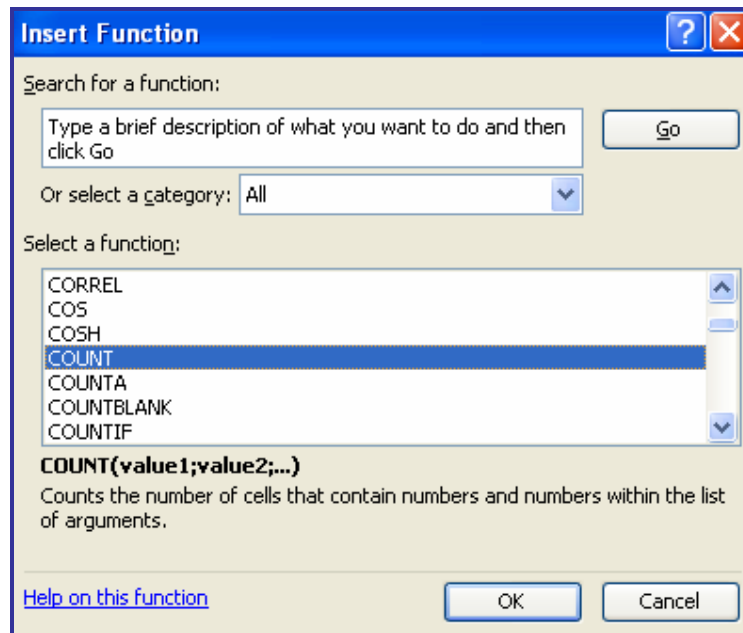 Insert Function
Search for a function:
Type a brief description of what you want to do and then
click Go
Go
Or select a category: All
Select a function:
CORREL
COS
COSH
COUNT
COUNTA
COUNTBLANK
COUNTIF
COUNT(value1;value2;...)
Counts the number of cells that contain numbers and numbers within the list
of arguments.
Help on this function
OK
Cancel